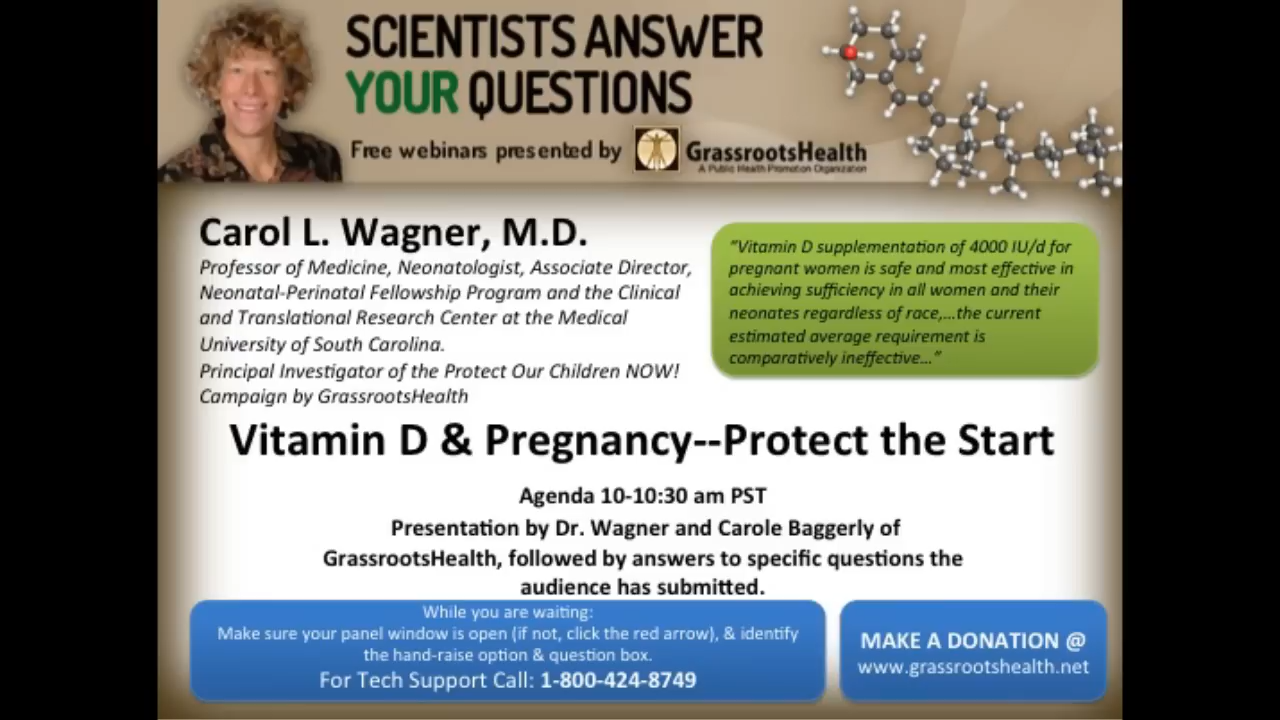 SCIENTISTS ANSWER
YOUR QUESTIONS
Free webinars presented by GrassrootsHealth
A Public Health Promotion Organization
Carol L. Wagner, M.D.
Professor of Medicine, Neonatologist, Associate Director,
Neonatal-Perinatal Fellowship Program and the Clinical
and Translational Research Center at the Medical
University of South Carolina.
Principal Investigator of the Protect Our Children NOW!
Campaign by GrassrootsHealth
"Vitamin D supplementation of 4000 IU/d for
pregnant women is safe and most effective in
achieving sufficiency in all women and their
neonates regardless of race,...the current
estimated average requirement is
comparatively ineffective..."
Vitamin D & Pregnancy--Protect the Start
Agenda 10-10:30 am PST
Presentation by Dr. Wagner and Carole Baggerly of
GrassrootsHealth, followed by answers to specific questions the
audience has submitted.
While you are waiting:
Make sure your panel window is open (if not, click the red arrow), & identify
the hand-raise option & question box.
For Tech Support Call: 1-800-424-8749
MAKE A DONATION @
www.grassrootshealth.net